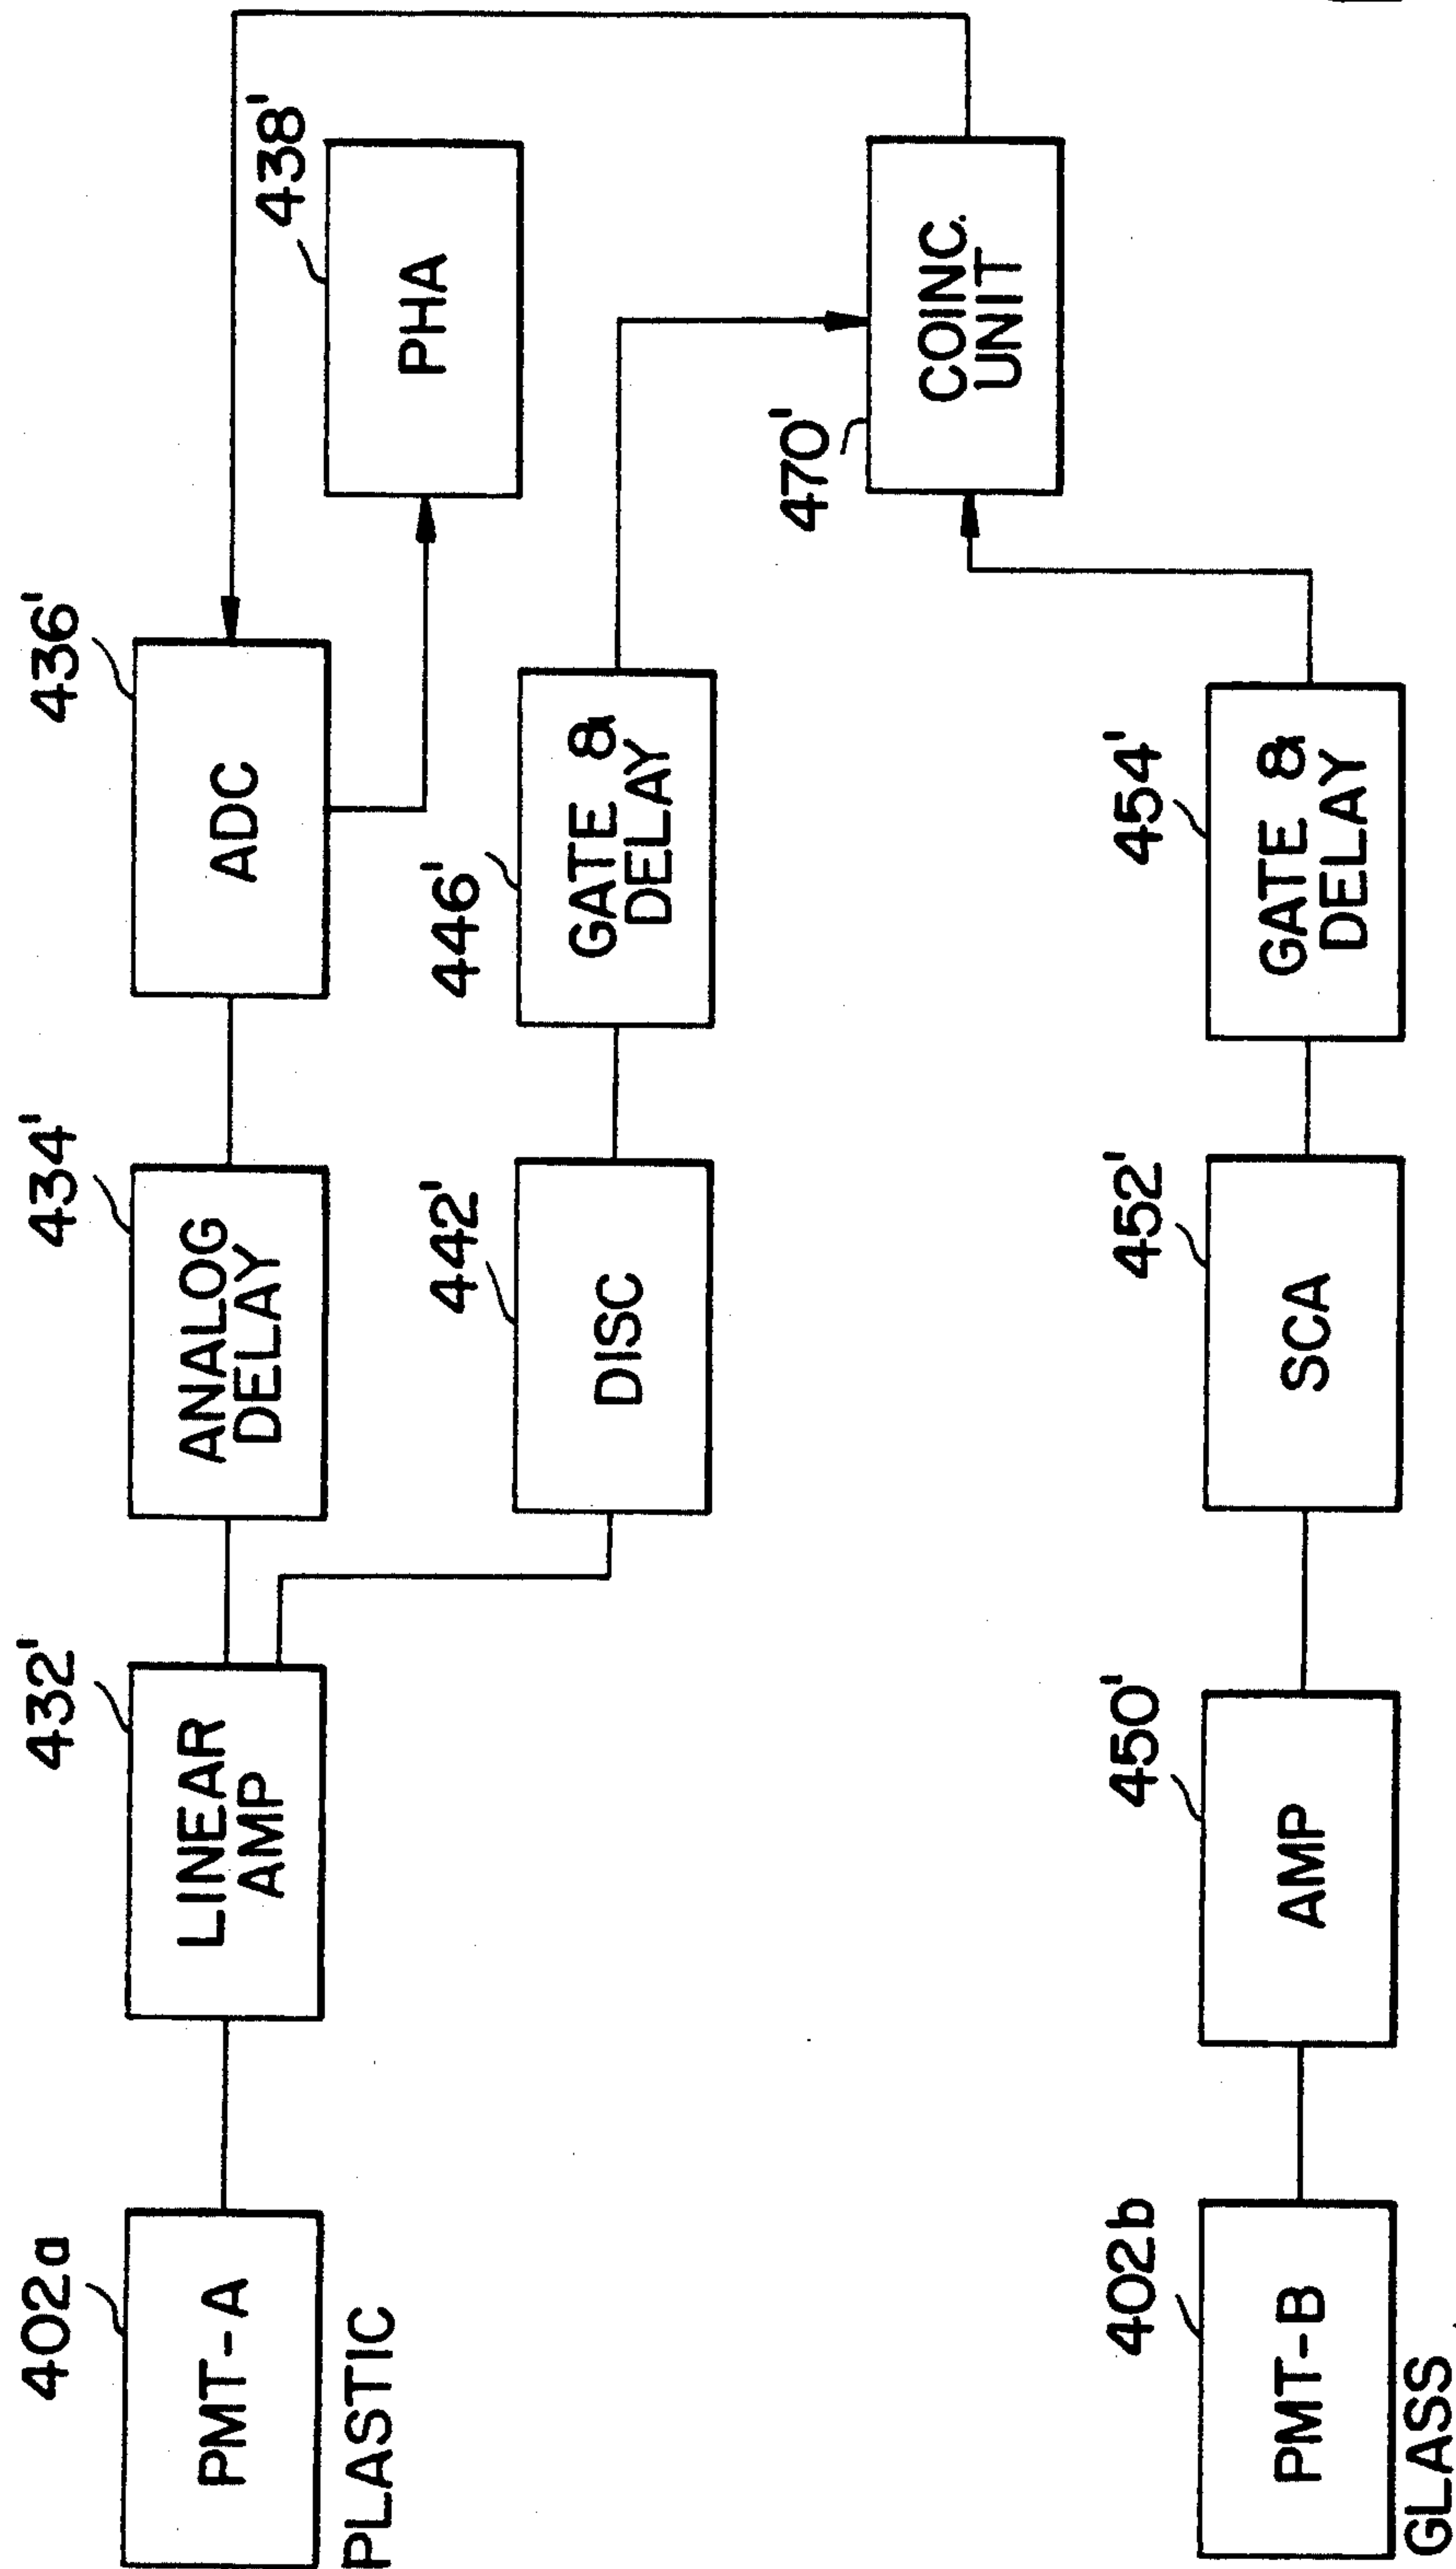 402a
PMT-A
PLASTIC
432'
LINEAR
AMP
434'
ANALOG
DELAY
436'
ADC
438'
PHA
442'
DISC
446'
GATE &
DELAY
470'
COINC.
UNIT
402b
PMT-B
GLASS
450'
AMP
452'
SCA
454'
GATE &
DELAY